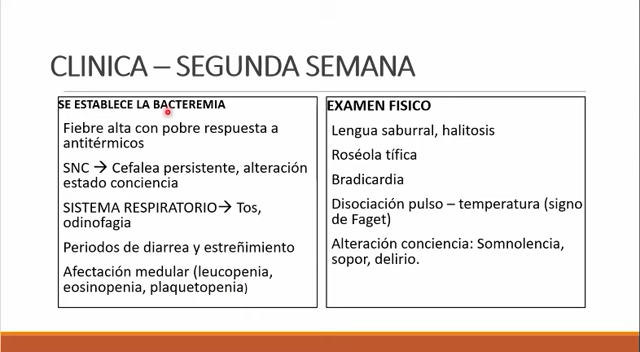 CLINICA – SEGUNDA SEMANA
SE ESTABLECE LA BACTEREMIA
Fiebre alta con pobre respuesta a
antitérmicos
SNC → Cefalea persistente, alteración
estado conciencia
SISTEMA RESPIRATORIO→ Tos,
odinofagia
Periodos de diarrea y estreñimiento
Afectación medular (leucopenia,
eosinopenia, plaquetopenia)
EXAMEN FISICO
Lengua saburral, halitosis
Roséola tífica
Bradicardia
Disociación pulso – temperatura (signo
de Faget)
Alteración conciencia: Somnolencia,
sopor, delirio.